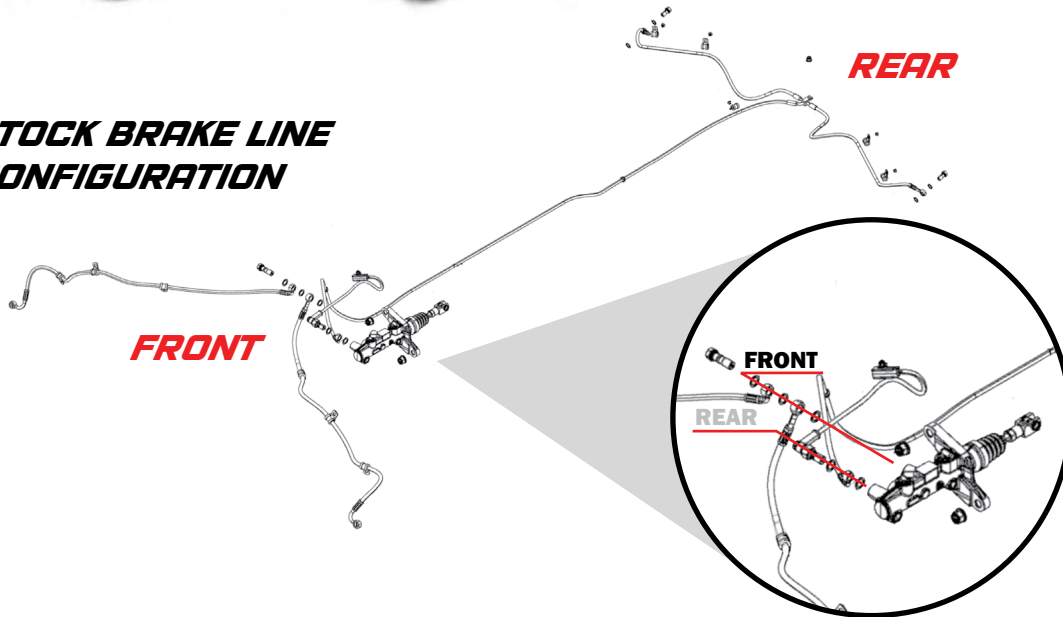 REAR
TOCK BRAKE LINE
ONFIGURATION
FRONT
FRONT
REAR